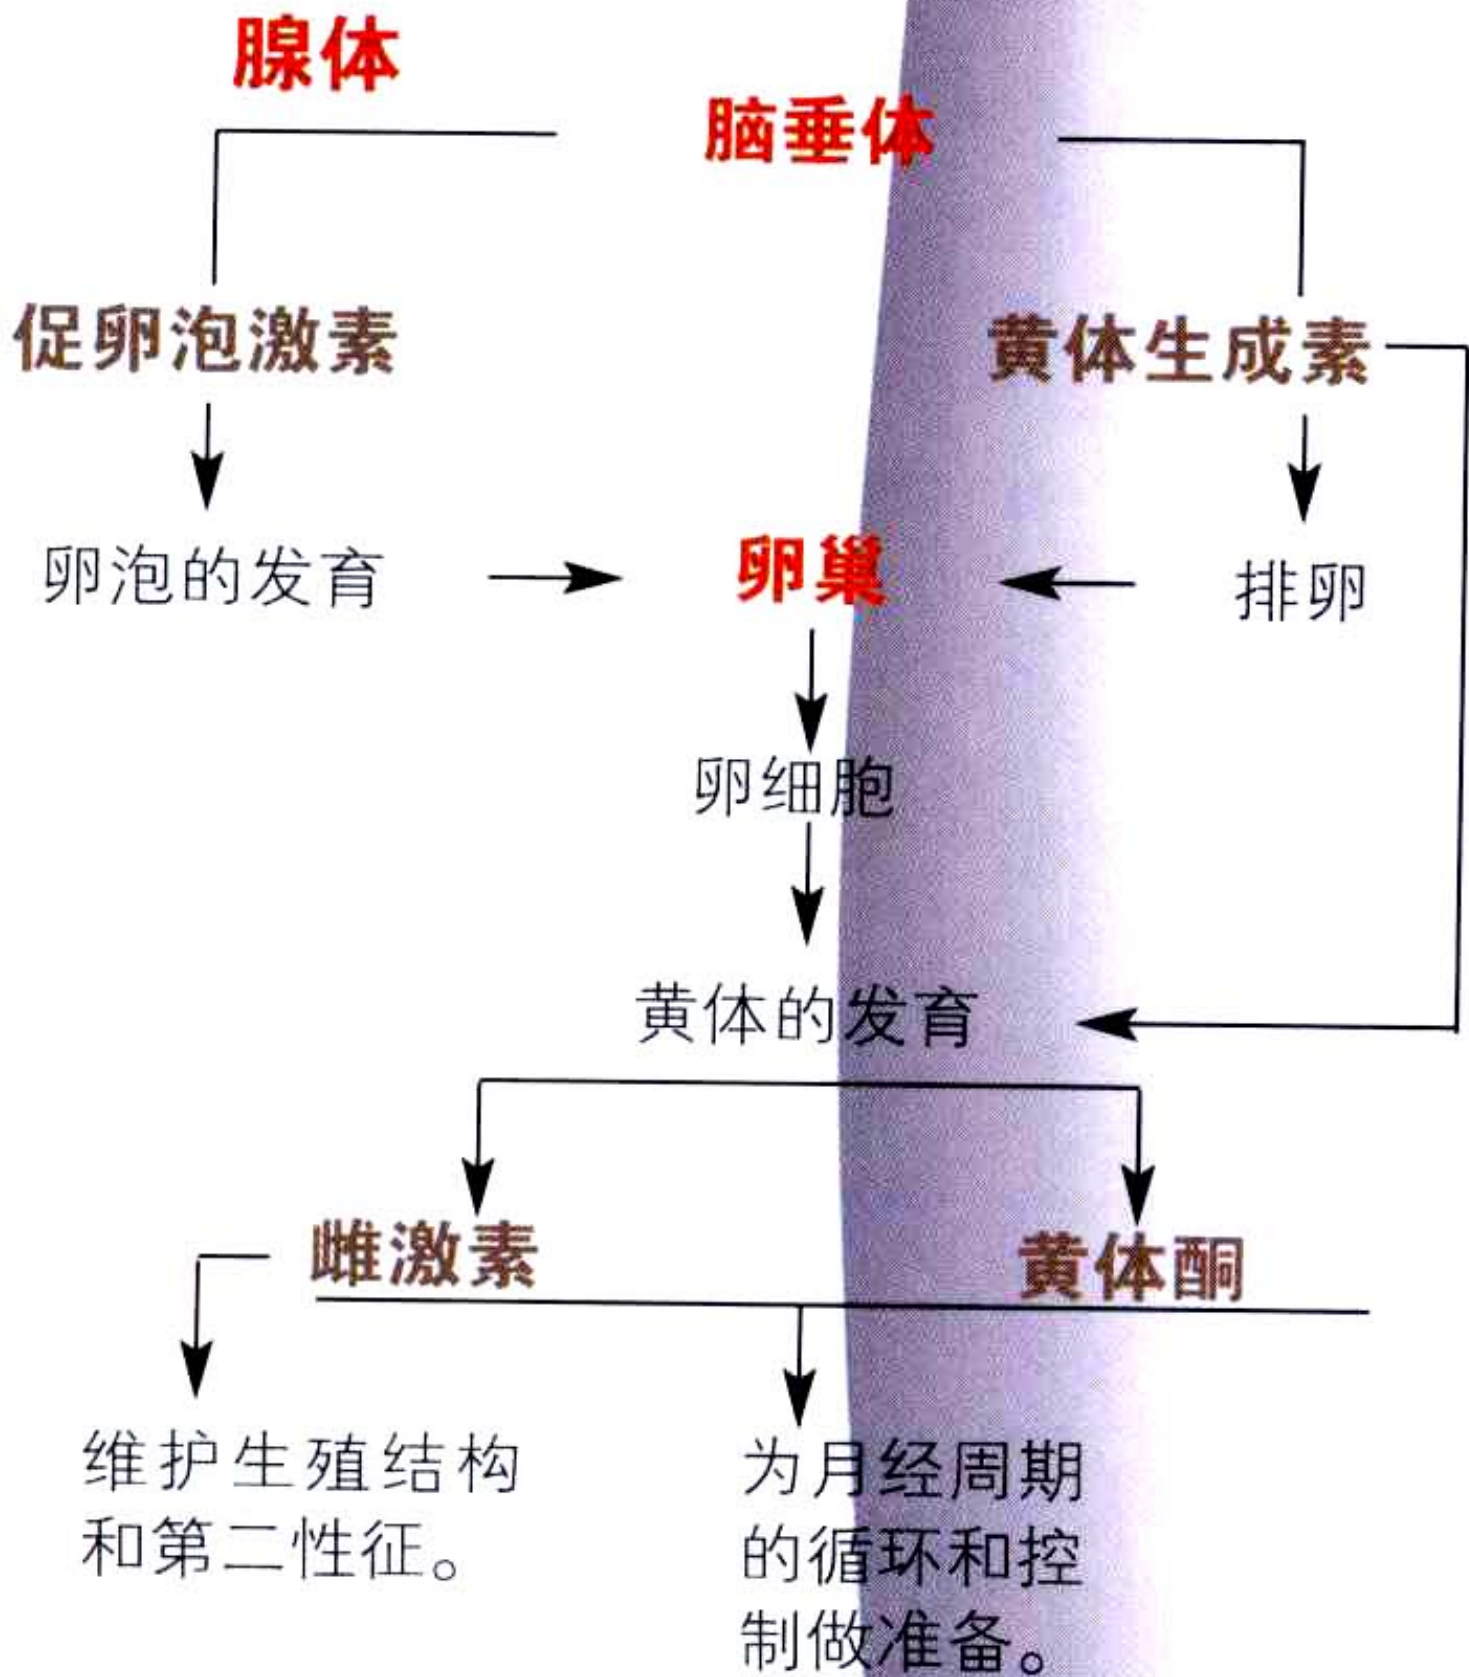 腺体
脑垂体
促卵泡激素
黄体生成素
卵泡的发育
卵巢
排卵
卵细胞
黄体的发育
雌激素
黄体酮
维护生殖结构
和第二性征。
为月经周期
的循环和控
制做准备。